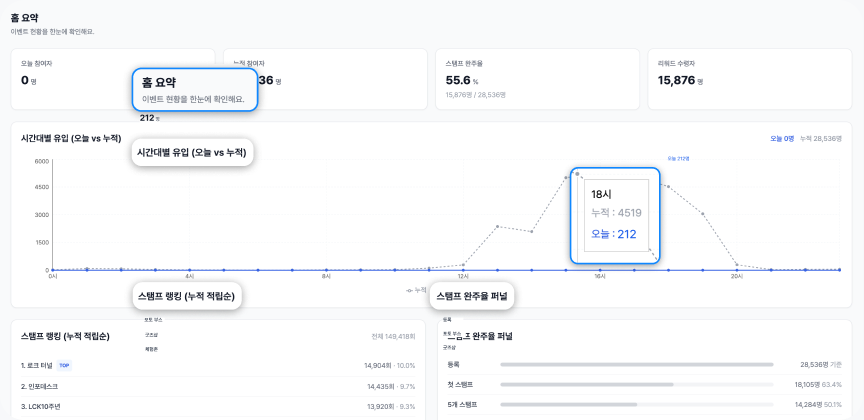 홈 요약
이벤트 현황을 한눈에 확인해요.
오늘 참여자
0 명
누적 참여자
36 명
스탬프 완주율
55.6 %
15,876명 / 28,536명
리워드 수령자
15,876 명
홈 요약
이벤트 현황을 한눈에 확인해요.
212 명
시간대별 유입 (오늘 vs 누적)
오늘 0명 누적 28,536명
시간대별 유입 (오늘 vs 누적)
오늘 212명
6000
4500
3000
1500
0
18시
누적 : 4519
오늘 : 212
0시 4시 8시 12시 16시 20시
누적
스탬프 랭킹 (누적 적립순)
스탬프 완주율 퍼널
포토 부스
굿즈샵
체험존
등록
포토 부스
굿즈샵
스탬프 랭킹 (누적 적립순)
전체 149,418회
완주율 퍼널
1. 로크 터널 TOP 14,904회 · 10.0%
2. 인포데스크 14,435회 · 9.7%
3. LCK10주년 13,920회 · 9.3%
등록 28,536명 기준
첫 스탬프 18,105명 63.4%
5개 스탬프 14,284명 50.1%